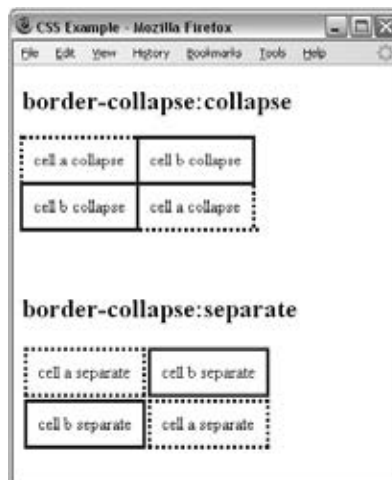 CSS Example - Mozilla Firefox
File Edit View History Bookmarks Tools Help
border-collapse:collapse
cell a collapse cell b collapse
cell b collapse cell a collapse
border-collapse:separate
cell a separate cell b separate
cell b separate cell a separate